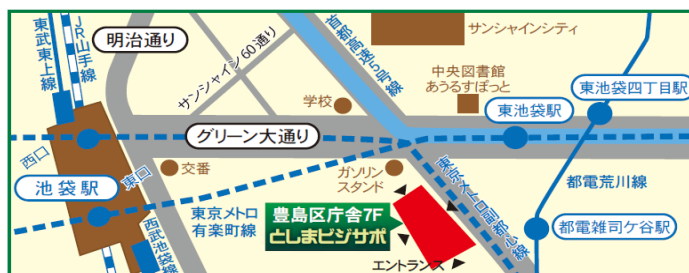 東武東上線
JR山手線
明治通り
サンシャイン60通り
首都高速5号線
サンシャインシティ
中央図書館
あうるすぽっと
東池袋四丁目駅
学校
東池袋駅
グリーン大通り
西口
東口
池袋駅
交番
ガソリン
スタンド
東京メトロ
有楽町線
西武池袋線
豊島区庁舎7F
としまビジサポ
エントランス
東京メトロ副都心線
都電荒川線
都電雑司ケ谷駅